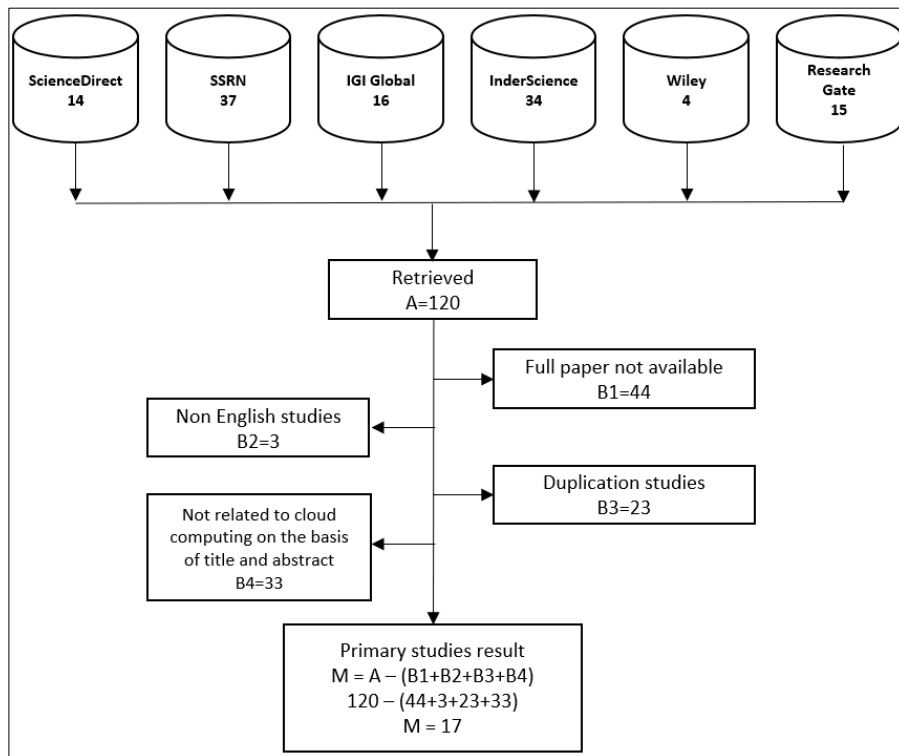 ScienceDirect
14
SSRN
37
IGI Global
16
InderScience
34
Wiley
4
Research
Gate
15
Retrieved
A=120
Full paper not available
B1=44
Non English studies
B2=3
Duplication studies
B3=23
Not related to cloud
computing on the basis
of title and abstract
B4=33
Primary studies result
M = A – (B1+B2+B3+B4)
120 – (44+3+23+33)
M = 17